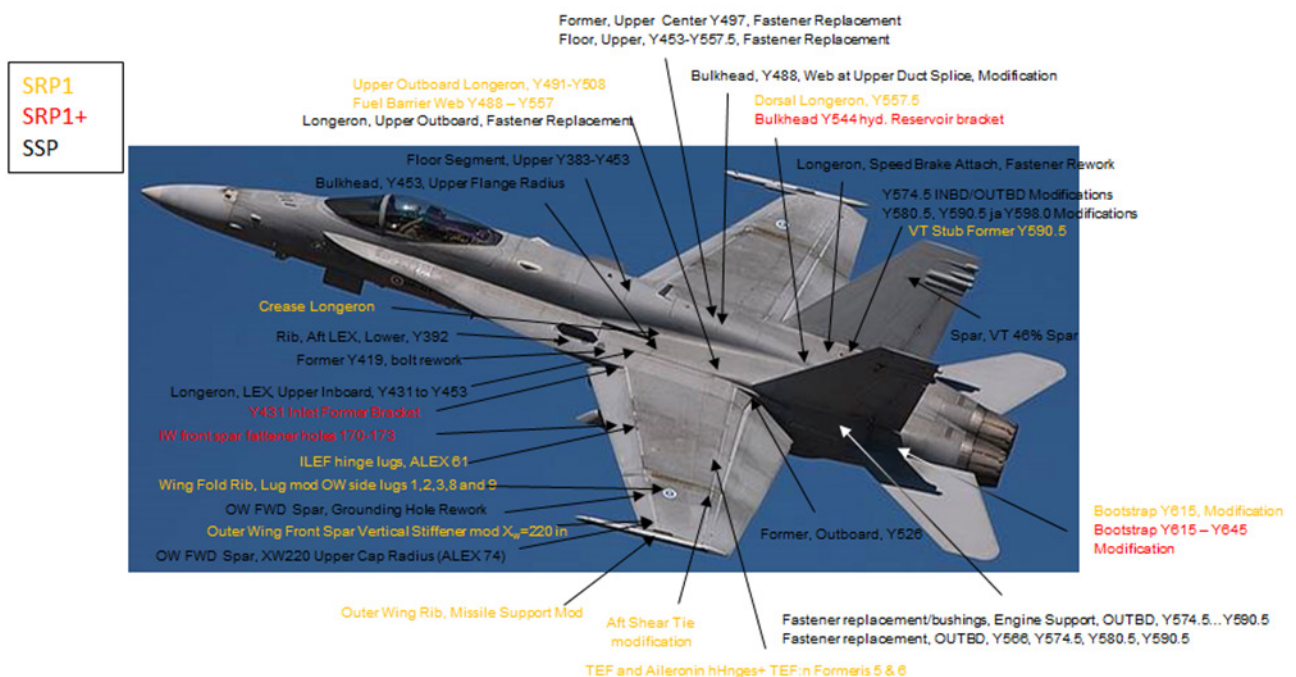 Former, Upper Center Y497, Fastener Replacement
Floor, Upper, Y453-Y557.5, Fastener Replacement
SRP1
SRP1+
SSP
Upper Outboard Longeron, Y491-Y508
Fuel Barrier Web Y488 – Y557
Longeron, Upper Outboard, Fastener Replacement
Bulkhead, Y488, Web at Upper Duct Splice, Modification
Dorsal Longeron, Y557.5
Bulkhead Y544 hyd. Reservoir bracket
Floor Segment, Upper Y383-Y453
Bulkhead, Y453, Upper Flange Radius
Longeron, Speed Brake Attach, Fastener Rework
Y574.5 INBD/OUTBD Modifications
Y580.5, Y590.5 ja Y598.0 Modifications
VT Stub Former Y590.5
Crease Longeron
Rib, Aft LEX, Lower, Y392
Former Y419, bolt rework
Spar, VT 46% Spar
Longeron, LEX, Upper Inboard, Y431 to Y453
Y431 Inlet Former Bracket
IW front spar fattener holes 170-173
ILEF hinge lugs, ALEX 61
Wing Fold Rib, Lug mod OW side lugs 1,2,3,8 and 9
OW FWD Spar, Grounding Hole Rework
Outer Wing Front Spar Vertical Stiffener mod Xw=220 in
OW FWD Spar, XW220 Upper Cap Radius (ALEX 74)
Former, Outboard, Y526
Bootstrap Y615, Modification
Bootstrap Y615 – Y645
Modification
Outer Wing Rib, Missile Support Mod
Aft Shear Tie
modification
Fastener replacement/bushings, Engine Support, OUTBD, Y574.5...Y590.5
Fastener replacement, OUTBD, Y566, Y574.5, Y580.5, Y590.5
TEF and Aileronin hHnges+ TEF:n Formeris 5 & 6